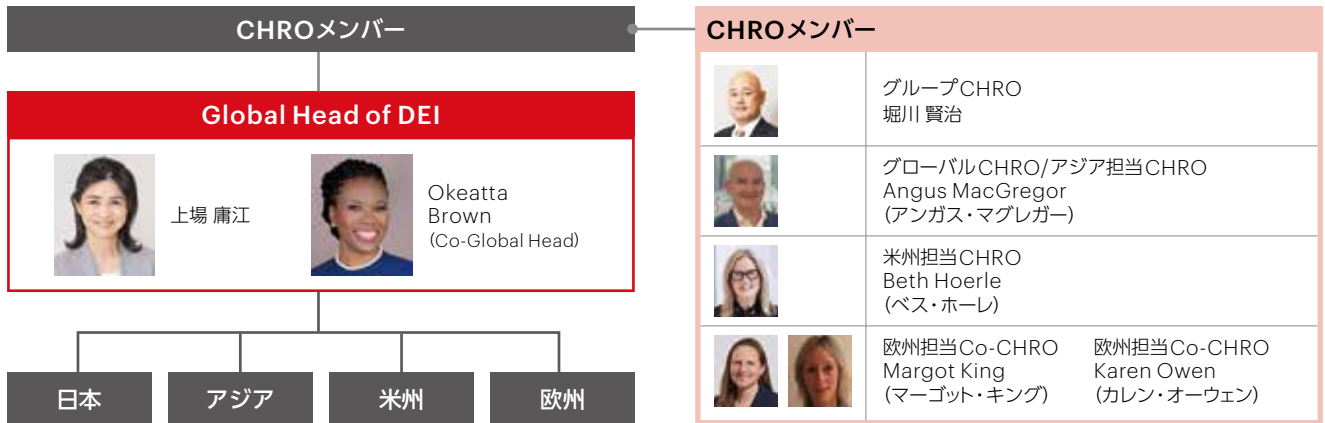 CHROメンバー
Global Head of DEI
上場 庸江
Okeatta
Brown
(Co-Global Head)
日本
アジア
米州
欧州
CHROメンバー
グループCHRO
堀川 賢治
グローバルCHRO/アジア担当CHRO
Angus MacGregor
(アンガス・マグレガー)
米州担当CHRO
Beth Hoerle
(ベス・ホーレ)
欧州担当Co-CHRO
Margot King
(マーゴット・キング)
欧州担当Co-CHRO
Karen Owen
(カレン・オーウェン)